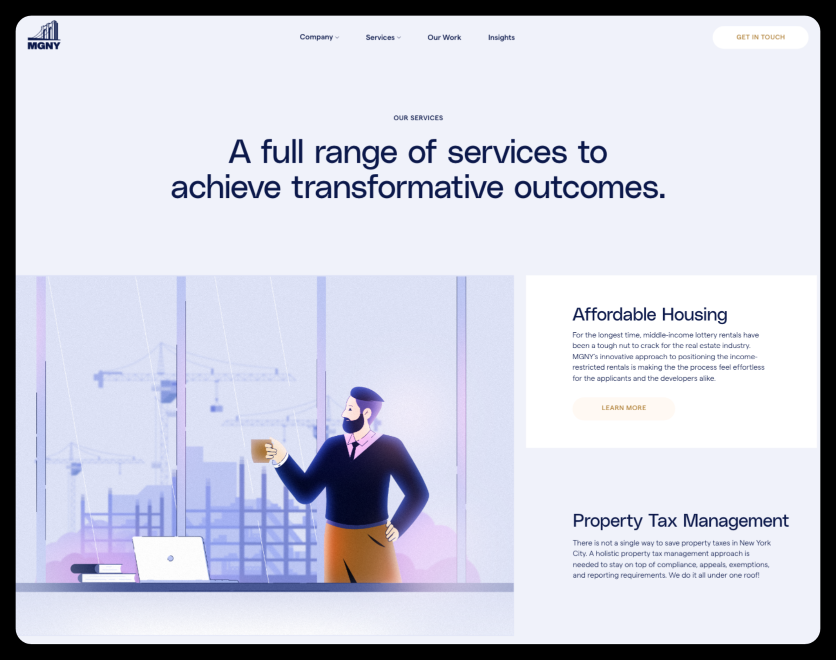 MGNY
Company
Services
Our Work
Insights
GET IN TOUCH
OUR SERVICES
A full range of services to
achieve transformative outcomes.
Affordable Housing
For the longest time, middle-income lottery rentals have
been a tough nut to crack for the real estate industry.
MGNY's innovative approach to positioning the income-
restricted rentals is making the the process feel effortless
for the applicants and the developers alike.
LEARN MORE
Property Tax Management
There is not a single way to save property taxes in New York
City. A holistic property tax management approach is
needed to stay on top of compliance, appeals, exemptions,
and reporting requirements. We do it all under one roof!